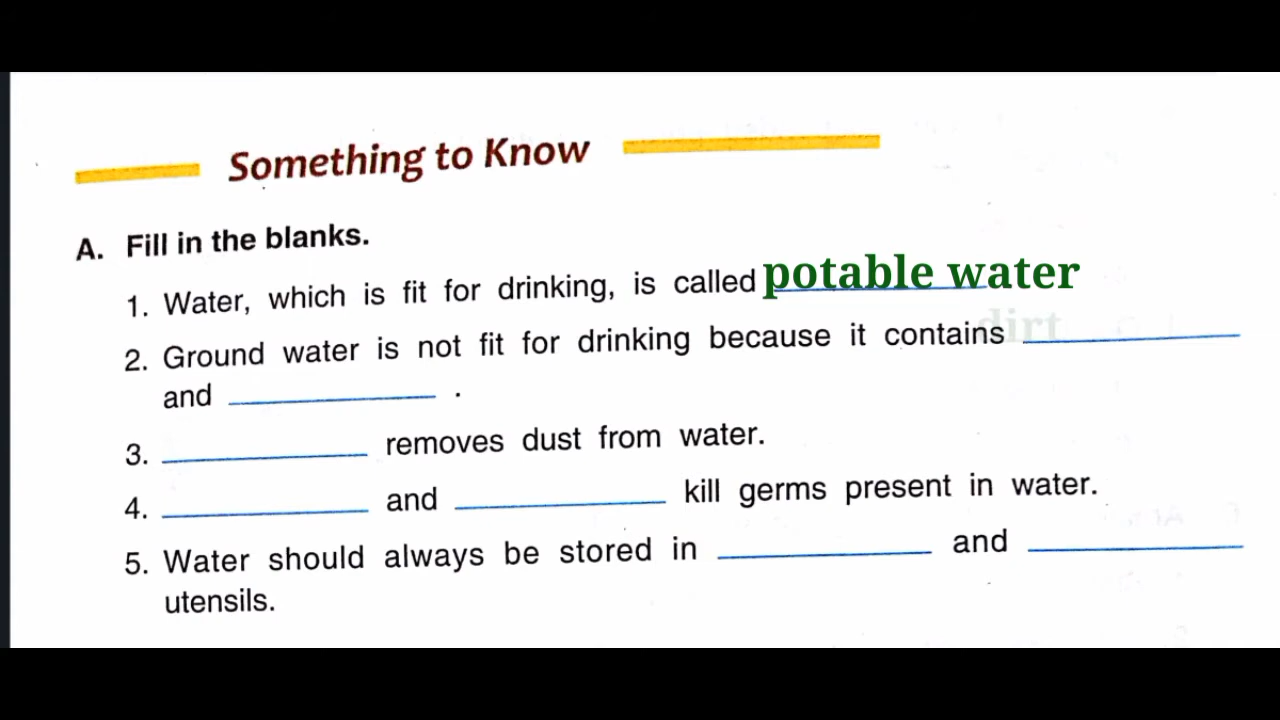 Something to Know
A. Fill in the blanks.
1. Water, which is fit for drinking, is called potable water
dirt
2. Ground water is not fit for drinking because it contains
and .
3. removes dust from water.
4. and kill germs present in water.
5. Water should always be stored in and
utensils.